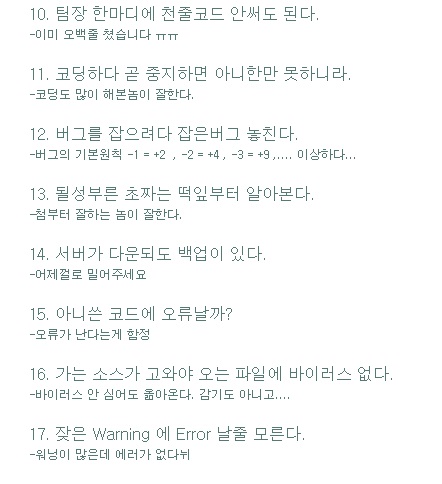 10. 팀장 한마디에 천줄코드 안써도 된다.
-이미 오백줄 쳤습니다 ㅠㅠ
11. 코딩하다 곧 중지하면 아니한만 못하니라.
-코딩도 많이 해본놈이 잘한다.
12. 버그를 잡으려다 잡은버그 놓친다.
-버그의 기본원칙 -1 = +2 , -2 = +4 , -3 = +9 ,.... 이상하다...
13. 될성부른 초짜는 떡잎부터 알아본다.
-첨부터 잘하는 놈이 잘한다.
14. 서버가 다운되도 백업이 있다.
-어제껄로 밀어주세요
15. 아니쓴 코드에 오류날까?
-오류가 난다는게 함정
16. 가는 소스가 고와야 오는 파일에 바이러스 없다.
-바이러스 안 심어도 옮아온다. 감기도 아니고....
17. 잦은 Warning 에 Error 날줄 모른다.
-워닝이 많은데 에러가 없다뉘